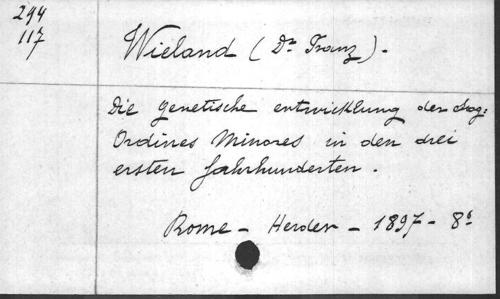 294
117
Wieland (Dr Franz).
Die genetische entwicklung der sog:
Ordines Minores in den drei
ersten Jahrhunderten.
Rome - Herder - 1897 - 8º